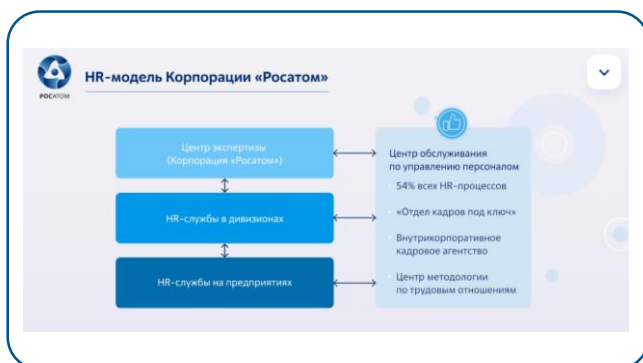 РОСАТОМ
HR-модель Корпорации «Росатом»
Центр экспертизы
(Корпорация «Росатом»)
HR-службы в дивизионах
HR-службы на предприятиях
Центр обслуживания
по управлению персоналом
· 54% всех HR-процессов
· «Отдел кадров под ключ»
· Внутрикорпоративное
кадровое агентство
· Центр методологии
по трудовым отношениям